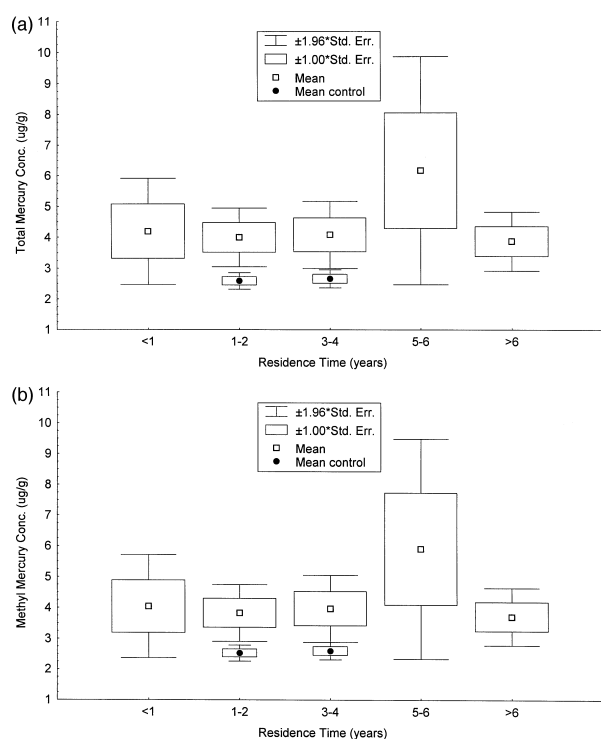 (a)
±1.96*Std. Err.
±1.00*Std. Err.
Mean
Mean control
Total Mercury Conc. (ug/g)
11
10
9
8
7
6
5
4
3
2
1
<1 1-2 3-4 5-6 >6
Residence Time (years)
(b)
±1.96*Std. Err.
±1.00*Std. Err.
Mean
Mean control
Methyl Mercury Conc. (ug/g)
11
10
9
8
7
6
5
4
3
2
1
<1 1-2 3-4 5-6 >6
Residence Time (years)